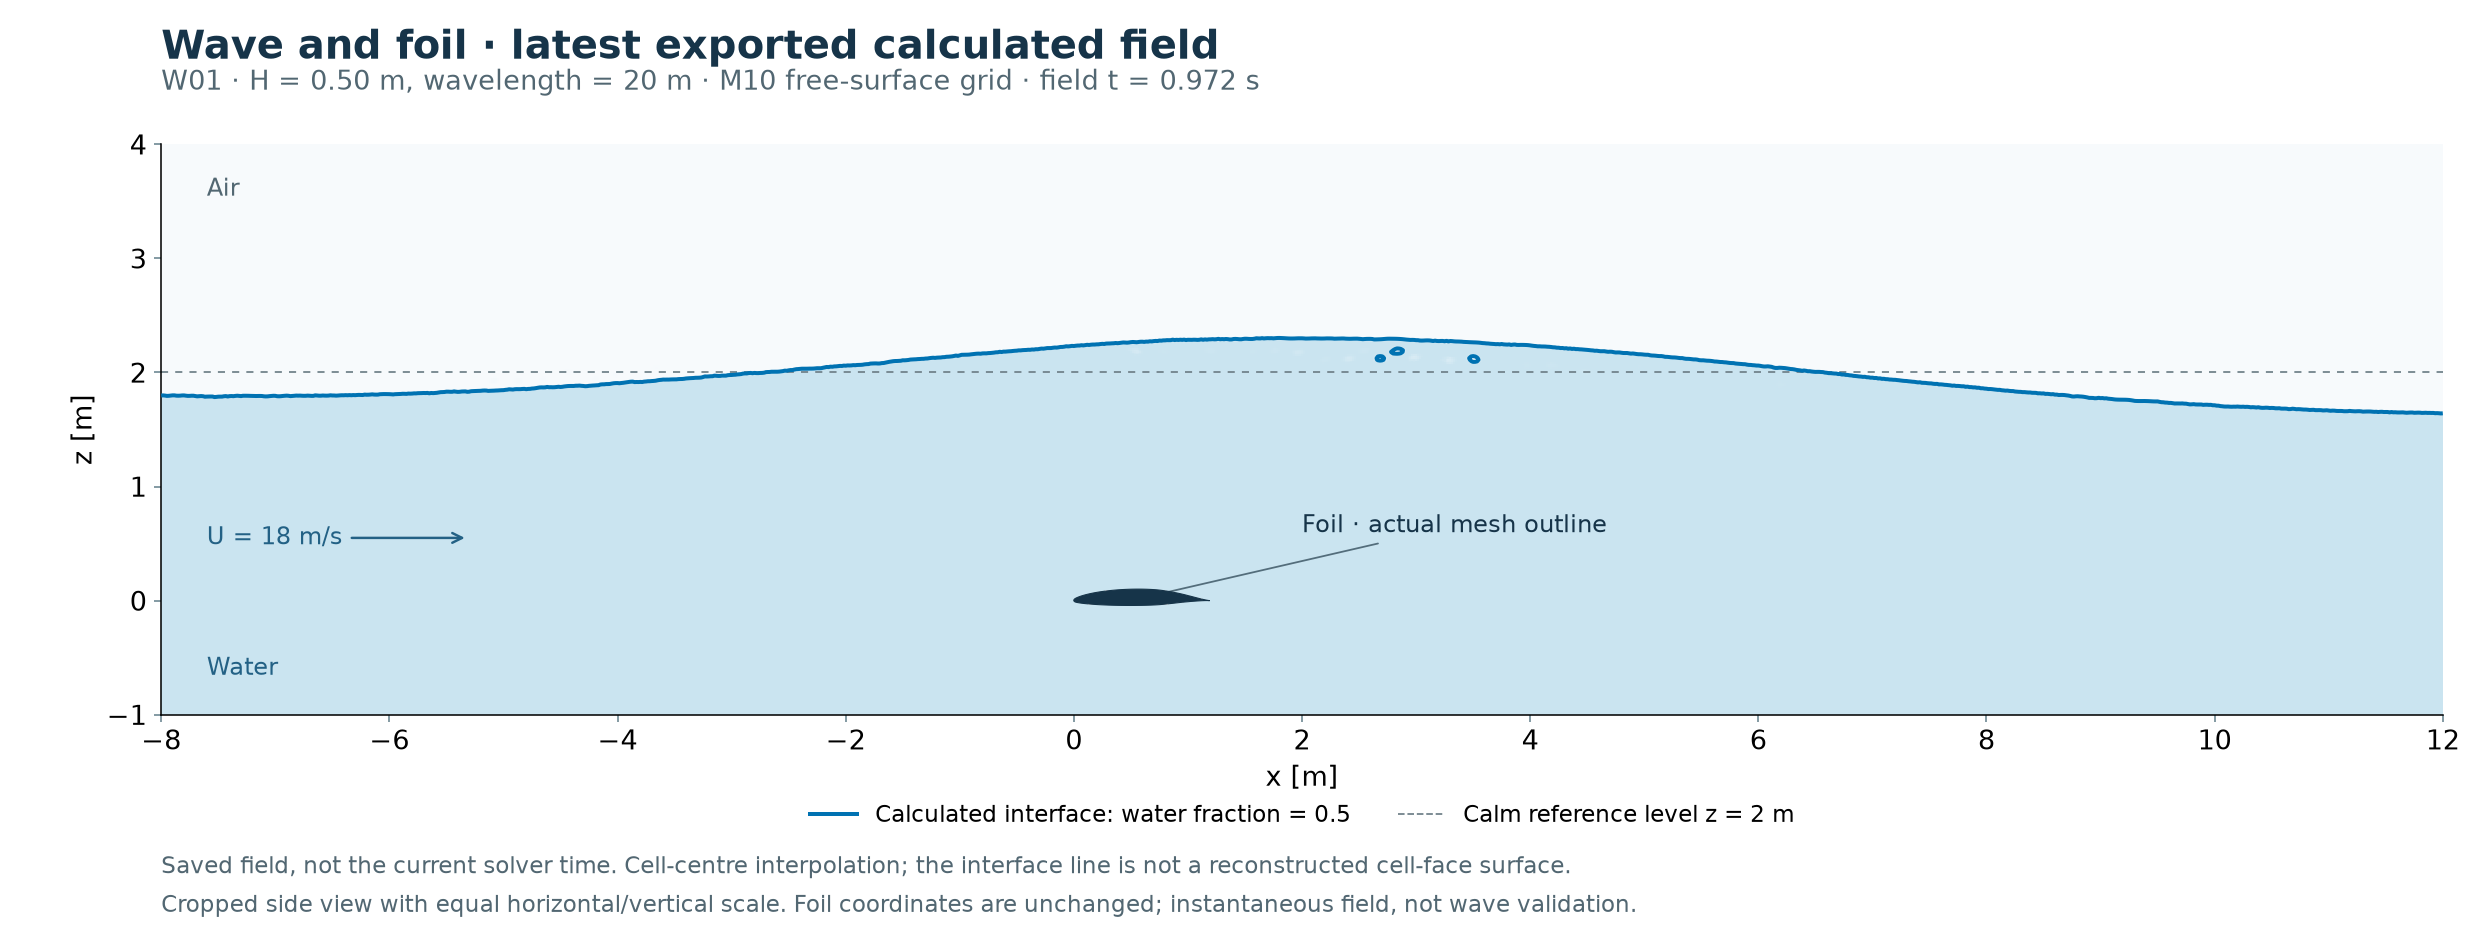 Wave and foil · latest exported calculated field
W01 · H = 0.50 m, wavelength = 20 m · M10 free-surface grid · field t = 0.972 s
4
Air
3
2
z [m]
1
Foil · actual mesh outline
U = 18 m/s
0
Water
−1
−8 −6 −4 −2 0 2 4 6 8 10 12
x [m]
Calculated interface: water fraction = 0.5 Calm reference level z = 2 m
Saved field, not the current solver time. Cell-centre interpolation; the interface line is not a reconstructed cell-face surface.
Cropped side view with equal horizontal/vertical scale. Foil coordinates are unchanged; instantaneous field, not wave validation.